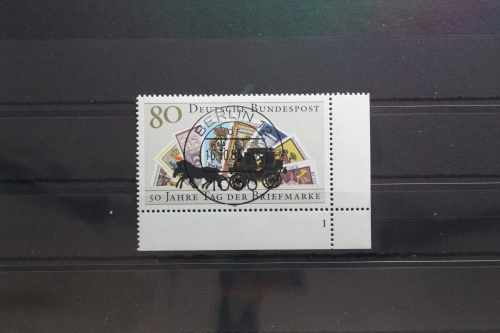 80 DEUTSCHE BUNDESPOST
BERLIN
50 JAHRE TAG DER BRIEFMARKE
1